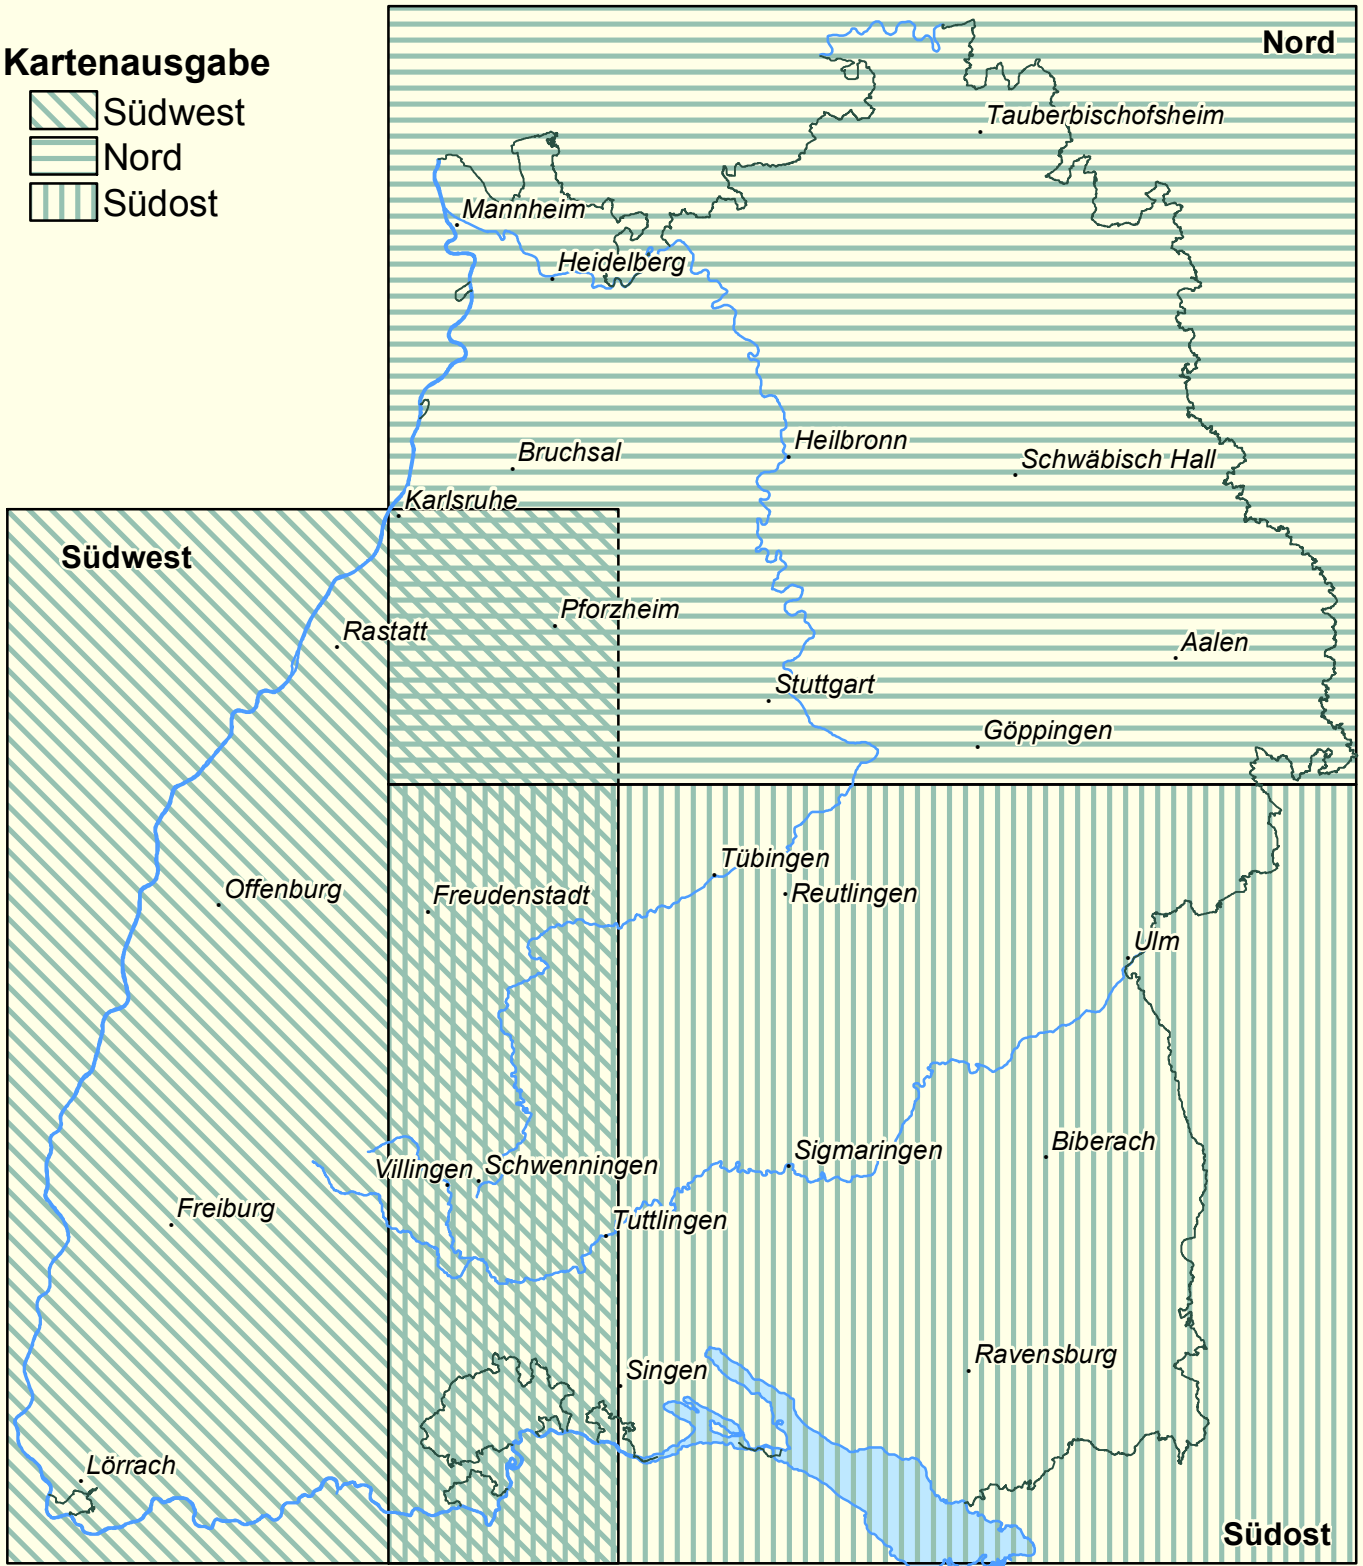 Kartenausgabe
Südwest
Nord
Südost
Nord
Tauberbischofsheim
Mannheim
Heidelberg
Heilbronn
Bruchsal
Schwäbisch Hall
Karlsruhe
Südwest
Pforzheim
Rastatt
Aalen
Stuttgart
Göppingen
Tübingen
Offenburg
Freudenstadt
Reutlingen
Ulm
Biberach
Sigmaringen
Villingen
Schwenningen
Freiburg
Tuttlingen
Ravensburg
Singen
Lörrach
Südost